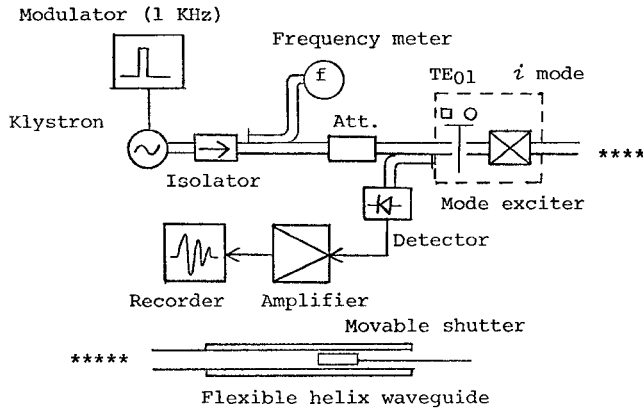 Modulator (1 KHz)
Frequency meter
f
TE01 i mode
Klystron
Att.
****
Isolator
Mode exciter
Detector
Recorder
Amplifier
Movable shutter
*****
Flexible helix waveguide